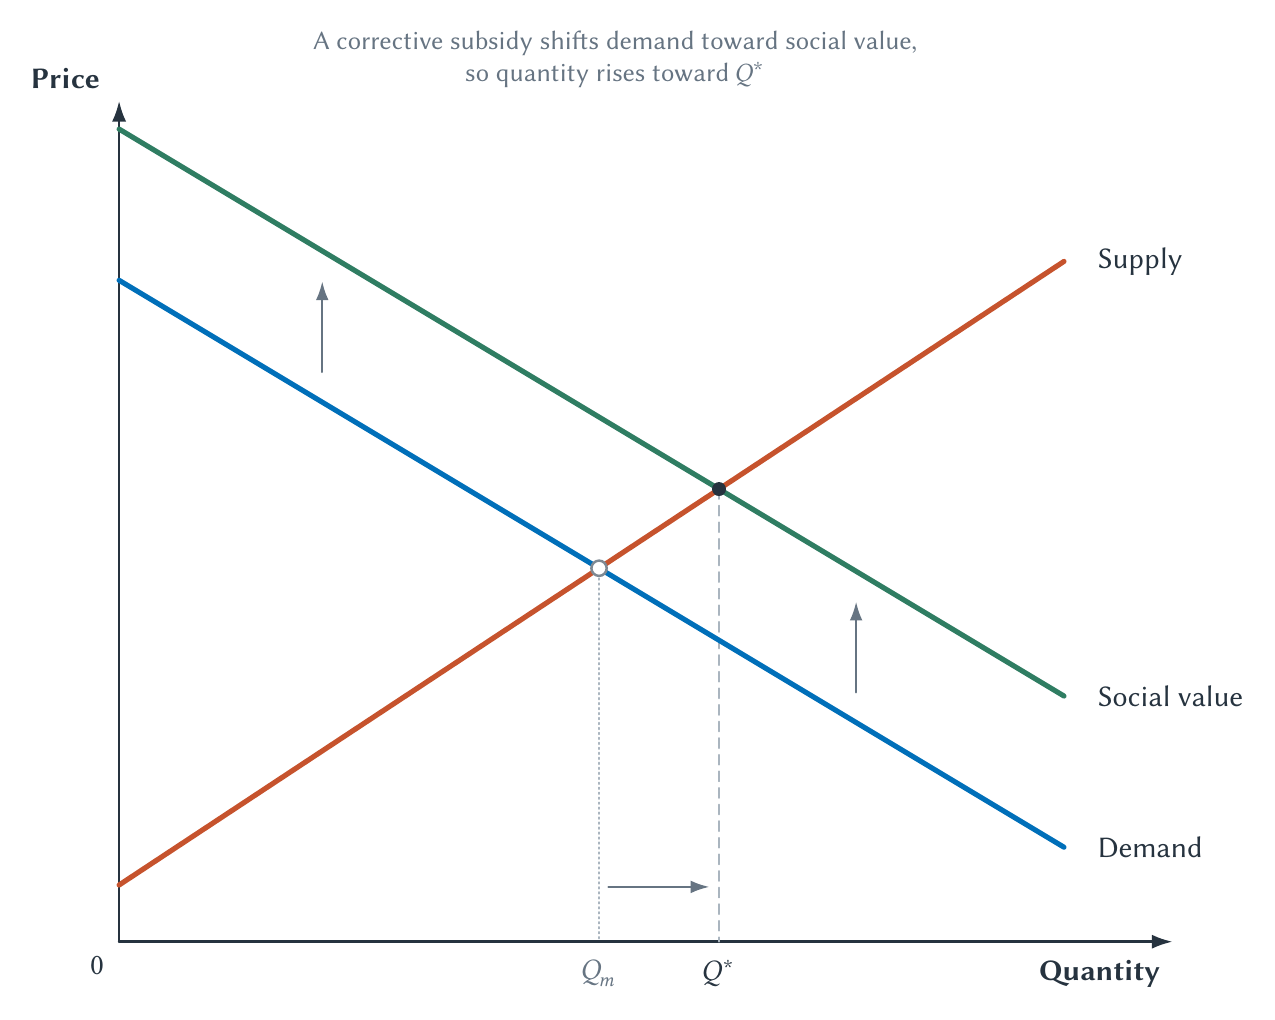 A corrective subsidy shifts demand toward social value,
so quantity rises toward Q*
Price
Supply
Social value
Demand
0
Qm
Q*
Quantity